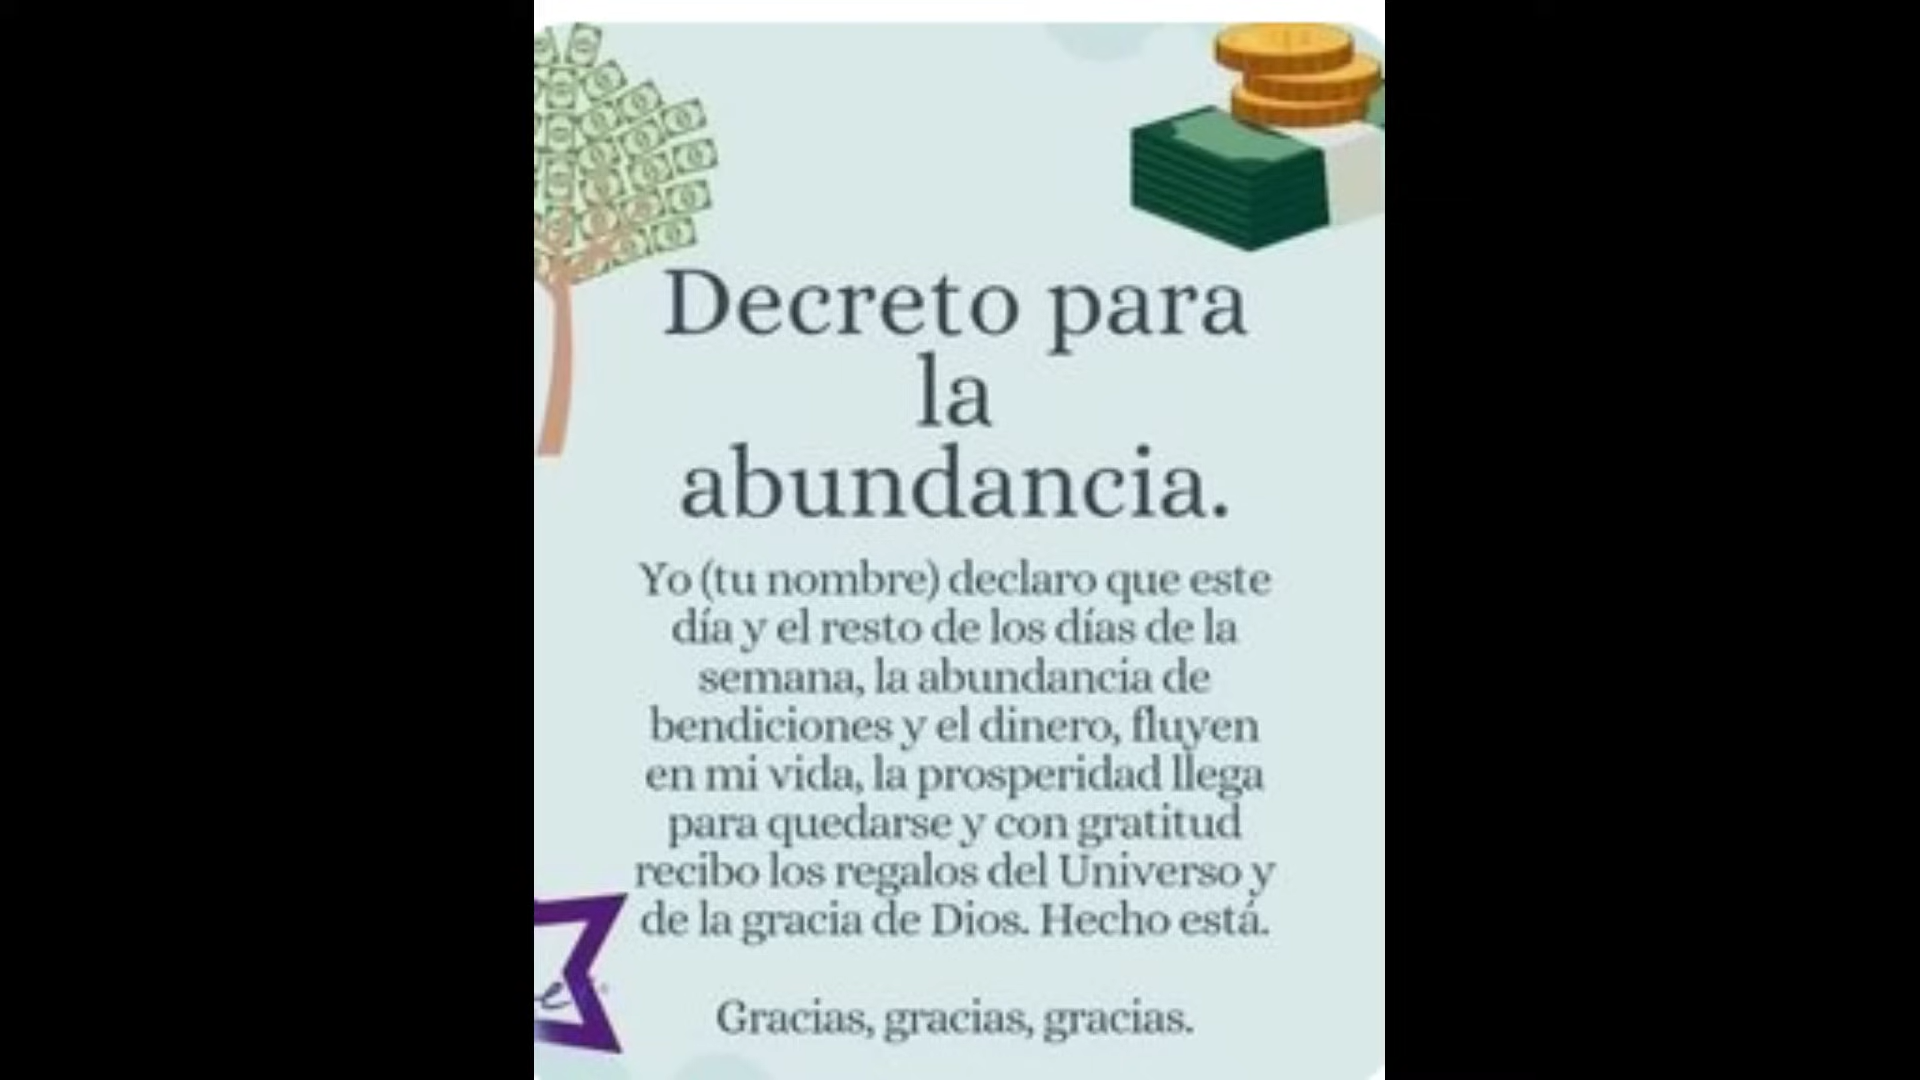 Decreto para
la
abundancia.
Yo (tu nombre) declaro que este
día y el resto de los días de la
semana, la abundancia de
bendiciones y el dinero, fluyen
en mi vida, la prosperidad llega
para quedarse y con gratitud
recibo los regalos del Universo y
de la gracia de Dios. Hecho está.
e
Gracias, gracias, gracias.